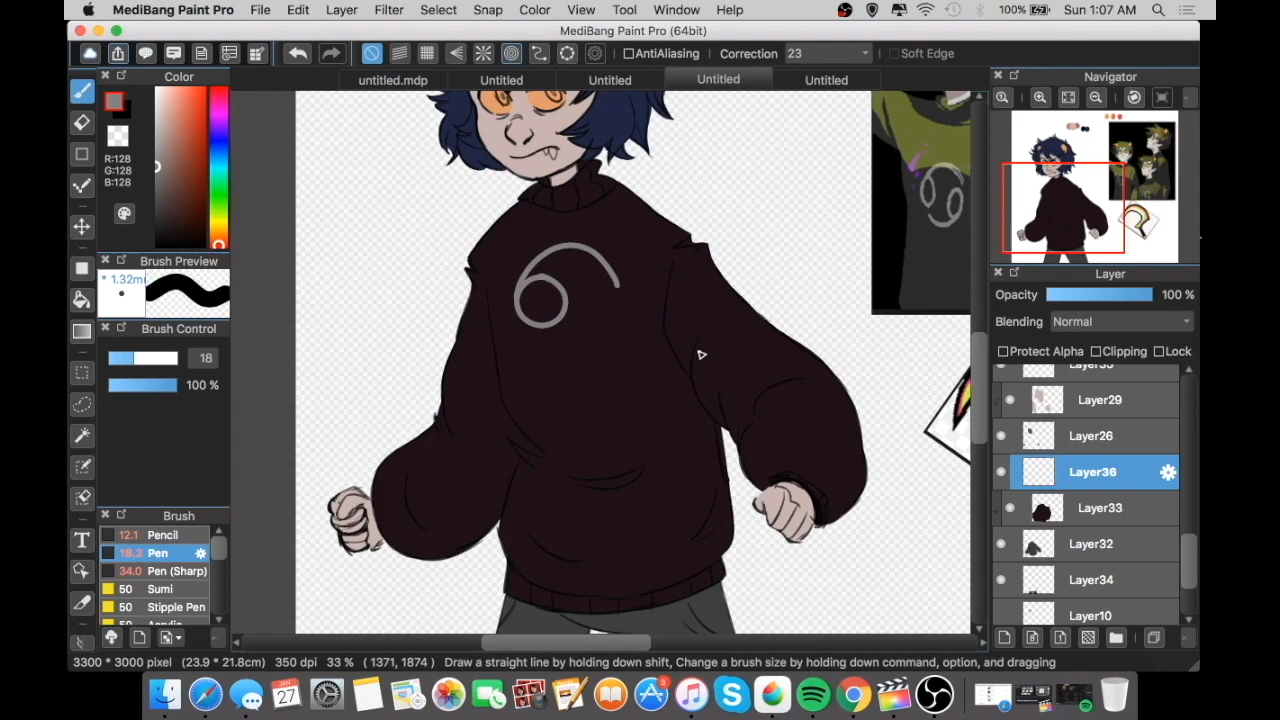 MediBang Paint Pro File Edit Layer Filter Select Snap Color View Tool Window Help 100% Sun 1:07 AM
MediBang Paint Pro (64bit)
AntiAliasing Correction 23 Soft Edge
Color untitled.mdp Untitled Untitled Untitled Untitled Navigator
R:128
G:128
B:128
Brush Preview
* 1.32m
Brush Control
18
100 %
Brush
12.1 Pencil
18.2 Pen
34.0 Pen (Sharp)
50 Sumi
50 Stipple Pen
Layer
Opacity 100 %
Blending Normal
Protect Alpha Clipping Lock
Layer29
Layer26
Layer36
Layer33
Layer32
Layer34
Layer10
3300 * 3000 pixel (23.9 * 21.8cm) 350 dpi 33 % ( 1371, 1874 ) Draw a straight line by holding down shift, Change a brush size by holding down command, option, and dragging
JAN
27
3